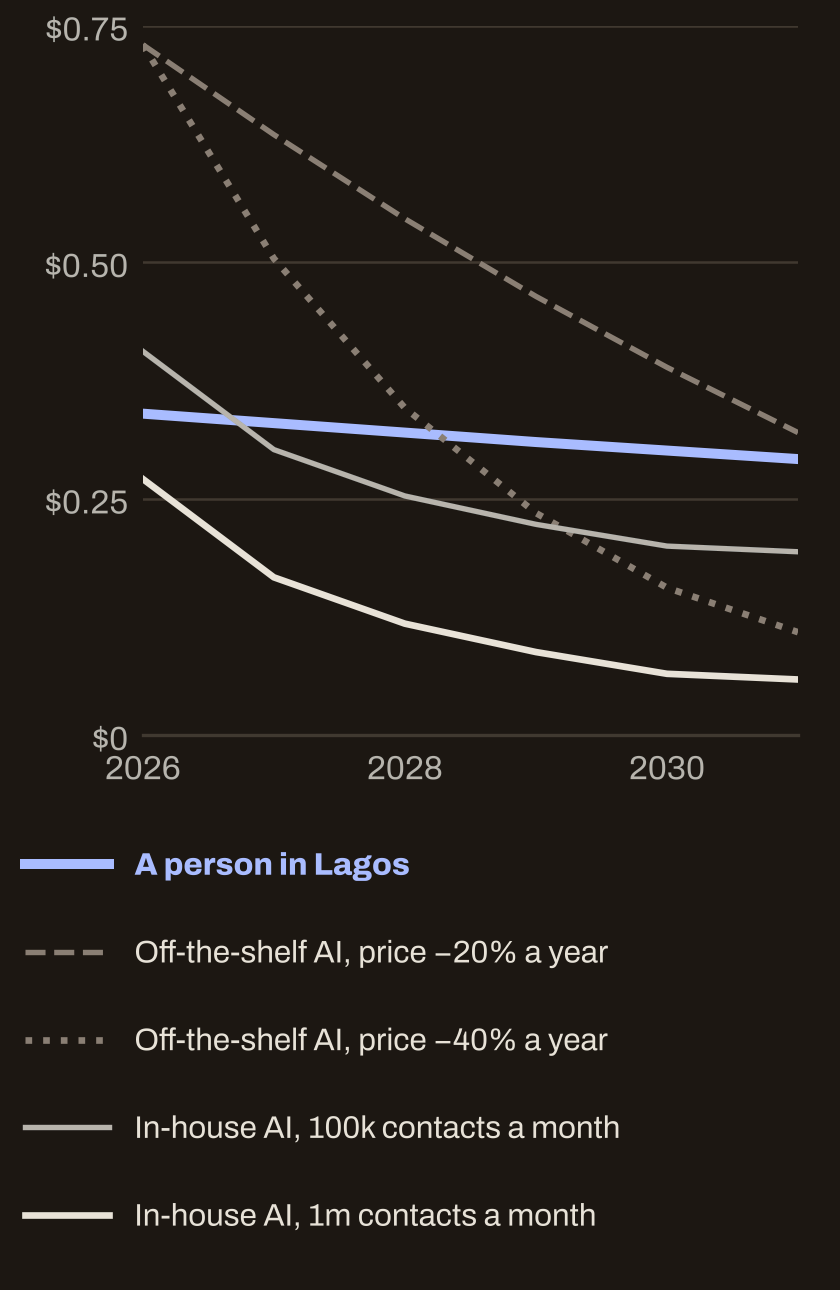 $0.75
$0.50
$0.25
$0
2026 2028 2030
A person in Lagos
Off-the-shelf AI, price −20% a year
Off-the-shelf AI, price −40% a year
In-house AI, 100k contacts a month
In-house AI, 1m contacts a month